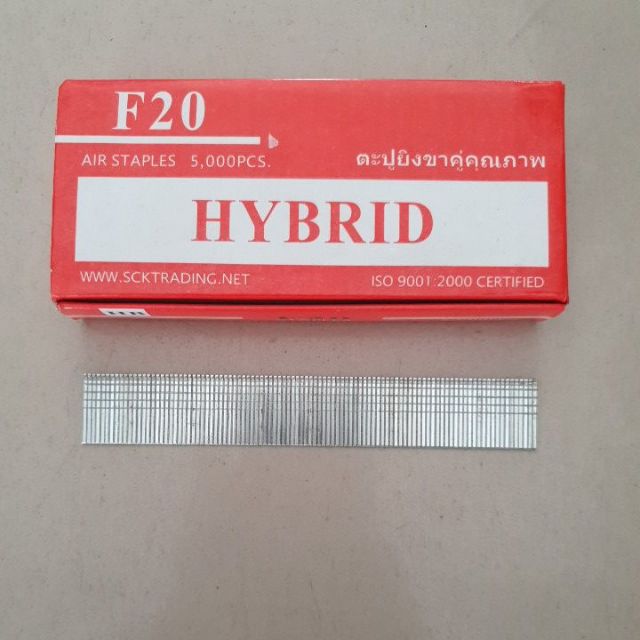 F20
AIR STAPLES 5,000PCS.
ตะปูยิงขาคู่คุณภาพ
HYBRID
WWW.SCKTRADING.NET
ISO 9001:2000 CERTIFIED